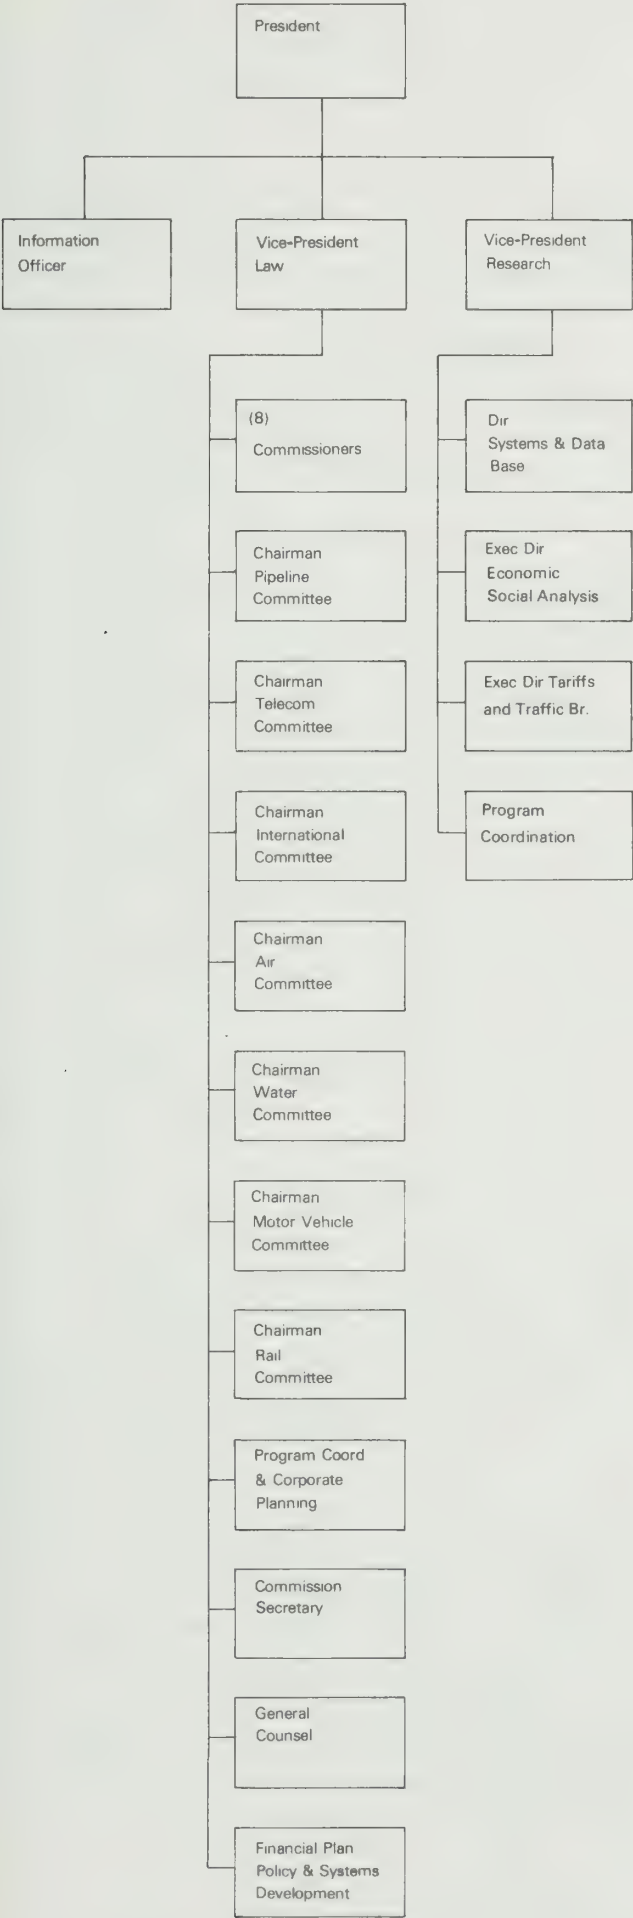 President
Information
Officer
Vice-President
Law
Vice-President
Research
(8)
Commissioners
Chairman
Pipeline
Committee
Chairman
Telecom
Committee
Chairman
International
Committee
Chairman
Air
Committee
Chairman
Water
Committee
Chairman
Motor Vehicle
Committee
Chairman
Rail
Committee
Program Coord
& Corporate
Planning
Commission
Secretary
General
Counsel
Financial Plan
Policy & Systems
Development
Dir
Systems & Data
Base
Exec Dir
Economic
Social Analysis
Exec Dir Tariffs
and Traffic Br.
Program
Coordination